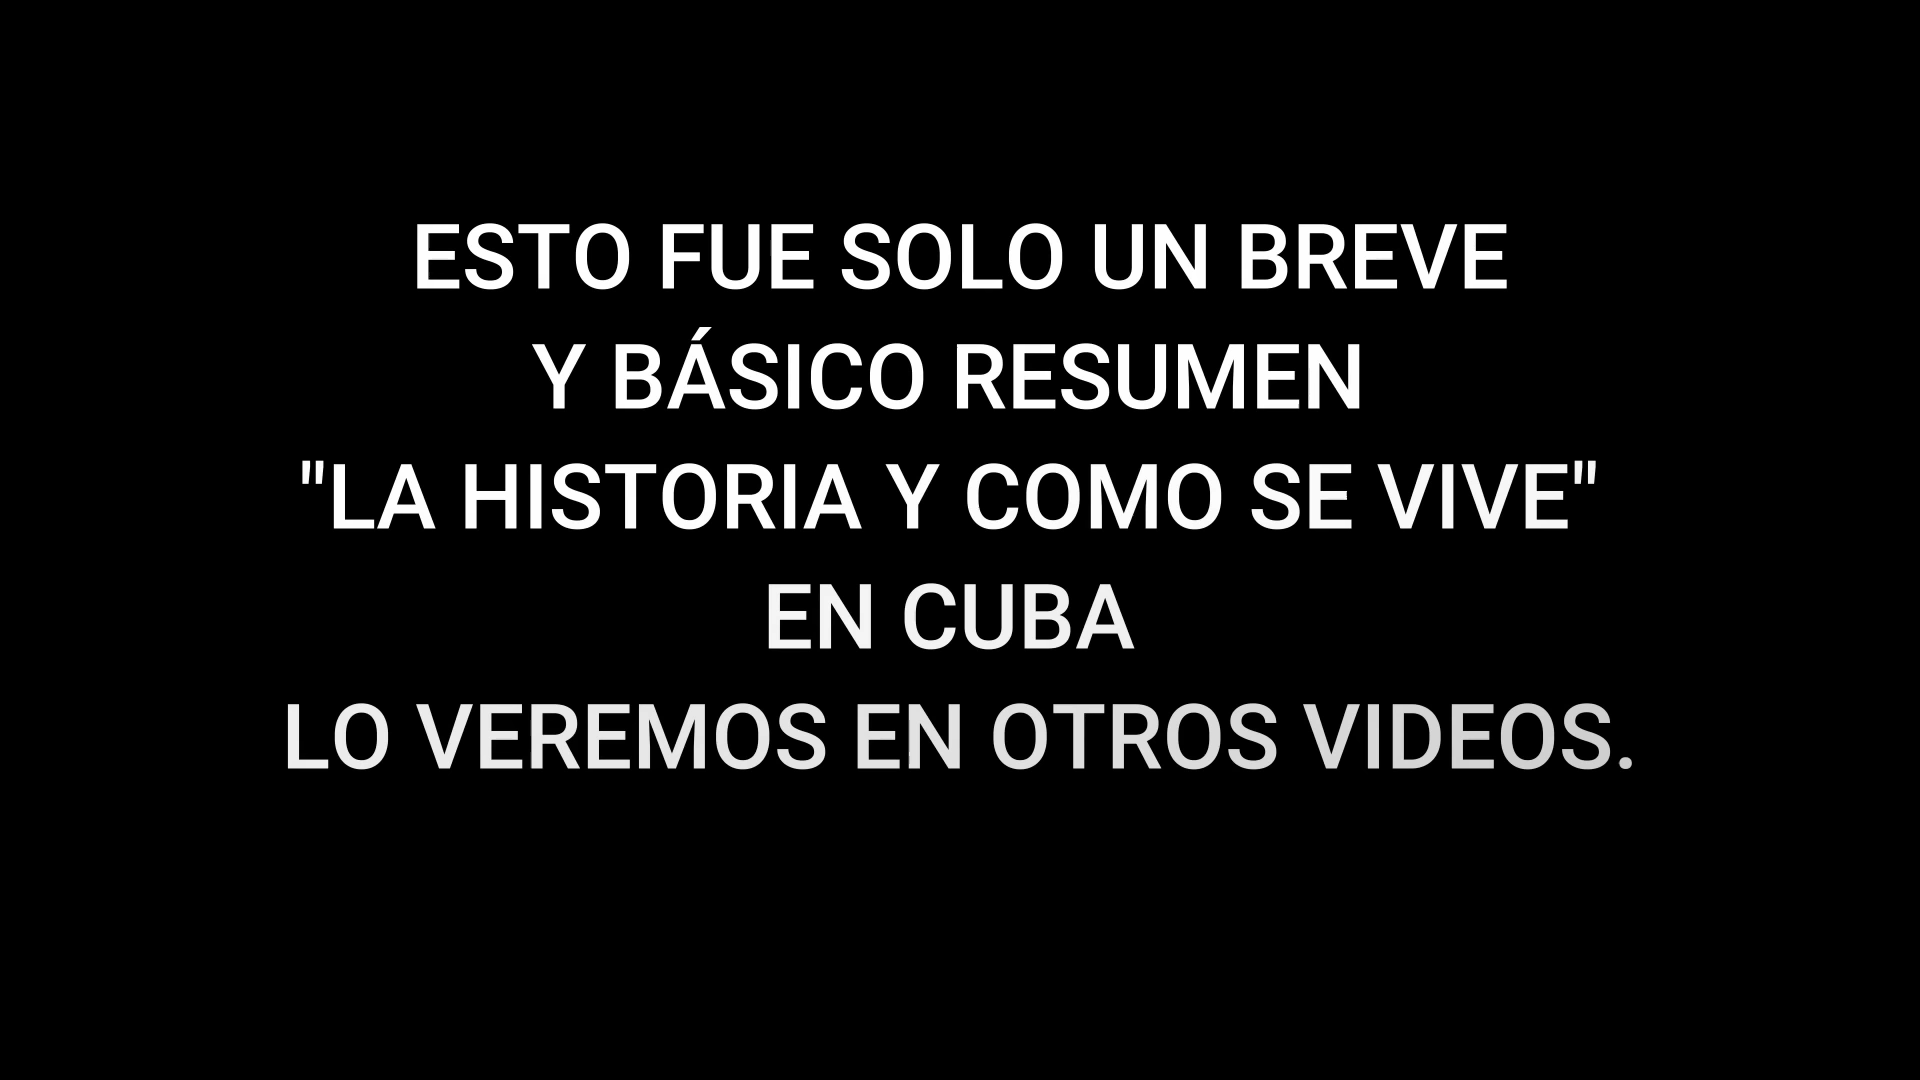 ESTO FUE SOLO UN BREVE
Y BÁSICO RESUMEN
"LA HISTORIA Y COMO SE VIVE"
EN CUBA
LO VEREMOS EN OTROS VIDEOS.